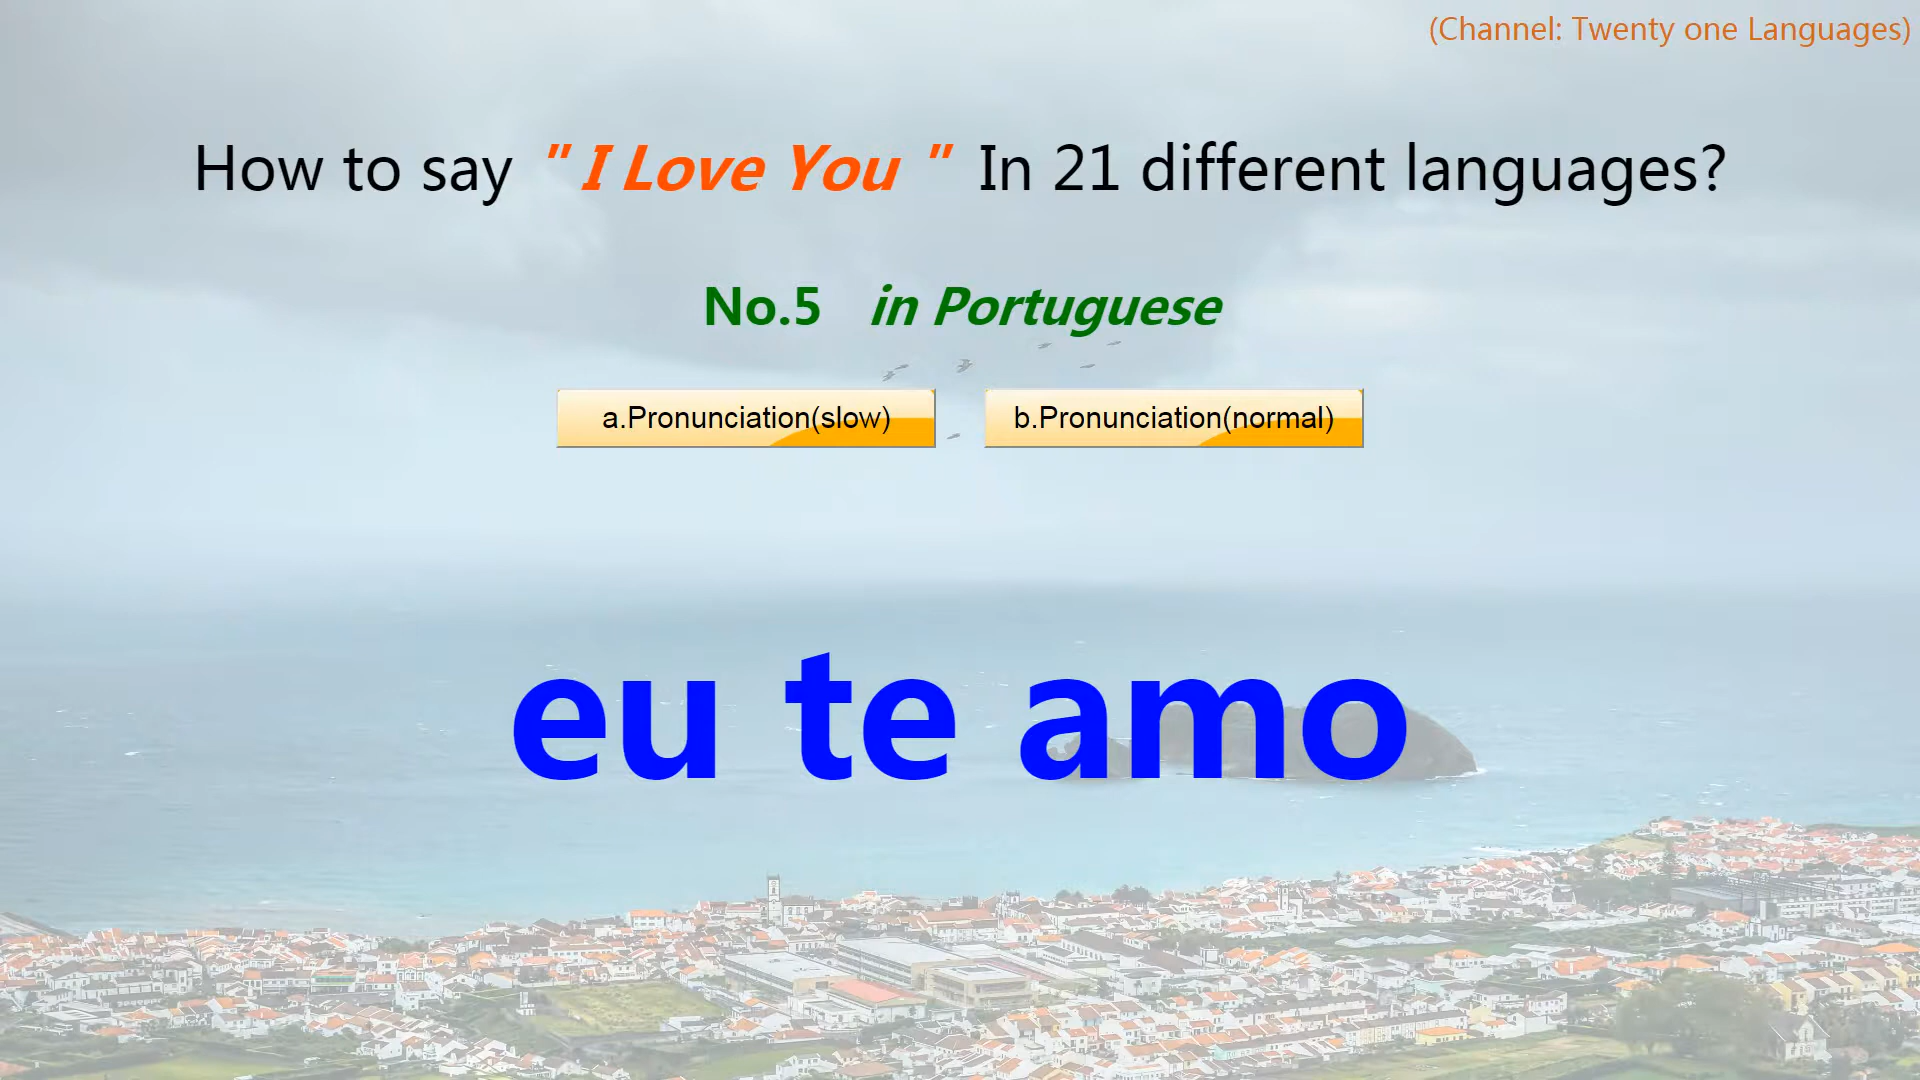 (Channel: Twenty one Languages)
How to say " I Love You " In 21 different languages?
No.5 in Portuguese
a.Pronunciation(slow) b.Pronunciation(normal)
eu te amo